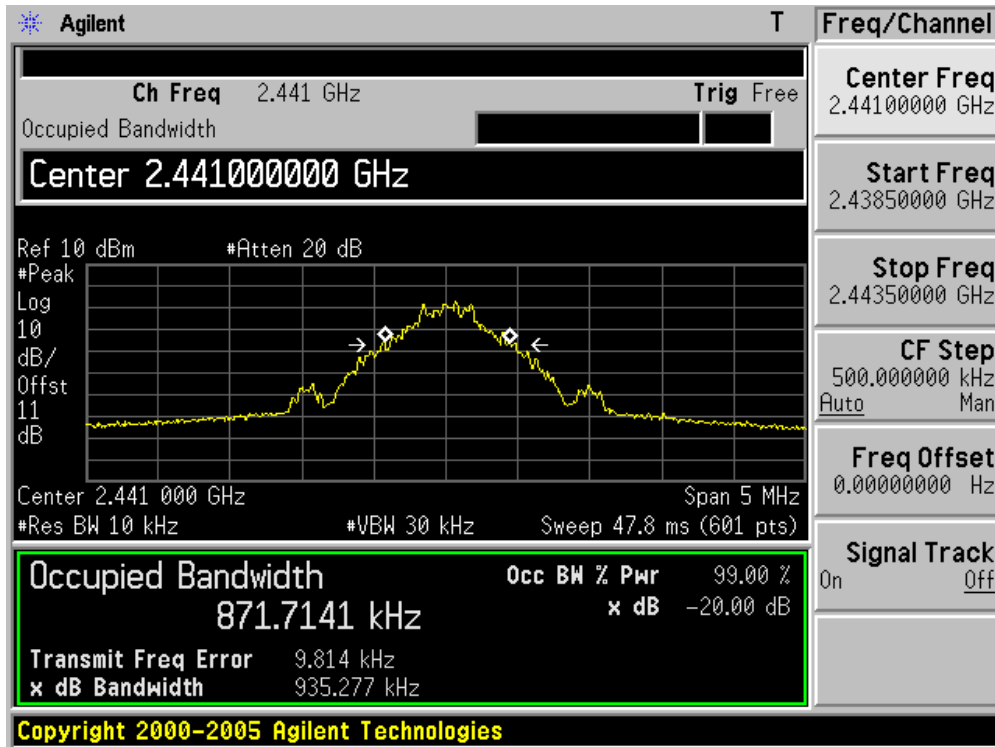 Agilent T
Ch Freq 2.441 GHz Trig Free
Occupied Bandwidth
Center 2.441000000 GHz
Ref 10 dBm #Atten 20 dB
#Peak
Log
10
dB/
Offst
11
dB
Center 2.441 000 GHz Span 5 MHz
#Res BW 10 kHz #VBW 30 kHz Sweep 47.8 ms (601 pts)
Occupied Bandwidth Occ BW % Pwr 99.00 %
871.7141 kHz x dB -20.00 dB
Transmit Freq Error 9.814 kHz
x dB Bandwidth 935.277 kHz
Copyright 2000-2005 Agilent Technologies
Freq/Channel
Center Freq
2.44100000 GHz
Start Freq
2.43850000 GHz
Stop Freq
2.44350000 GHz
CF Step
500.000000 kHz
Auto Man
Freq Offset
0.00000000 Hz
Signal Track
On Off